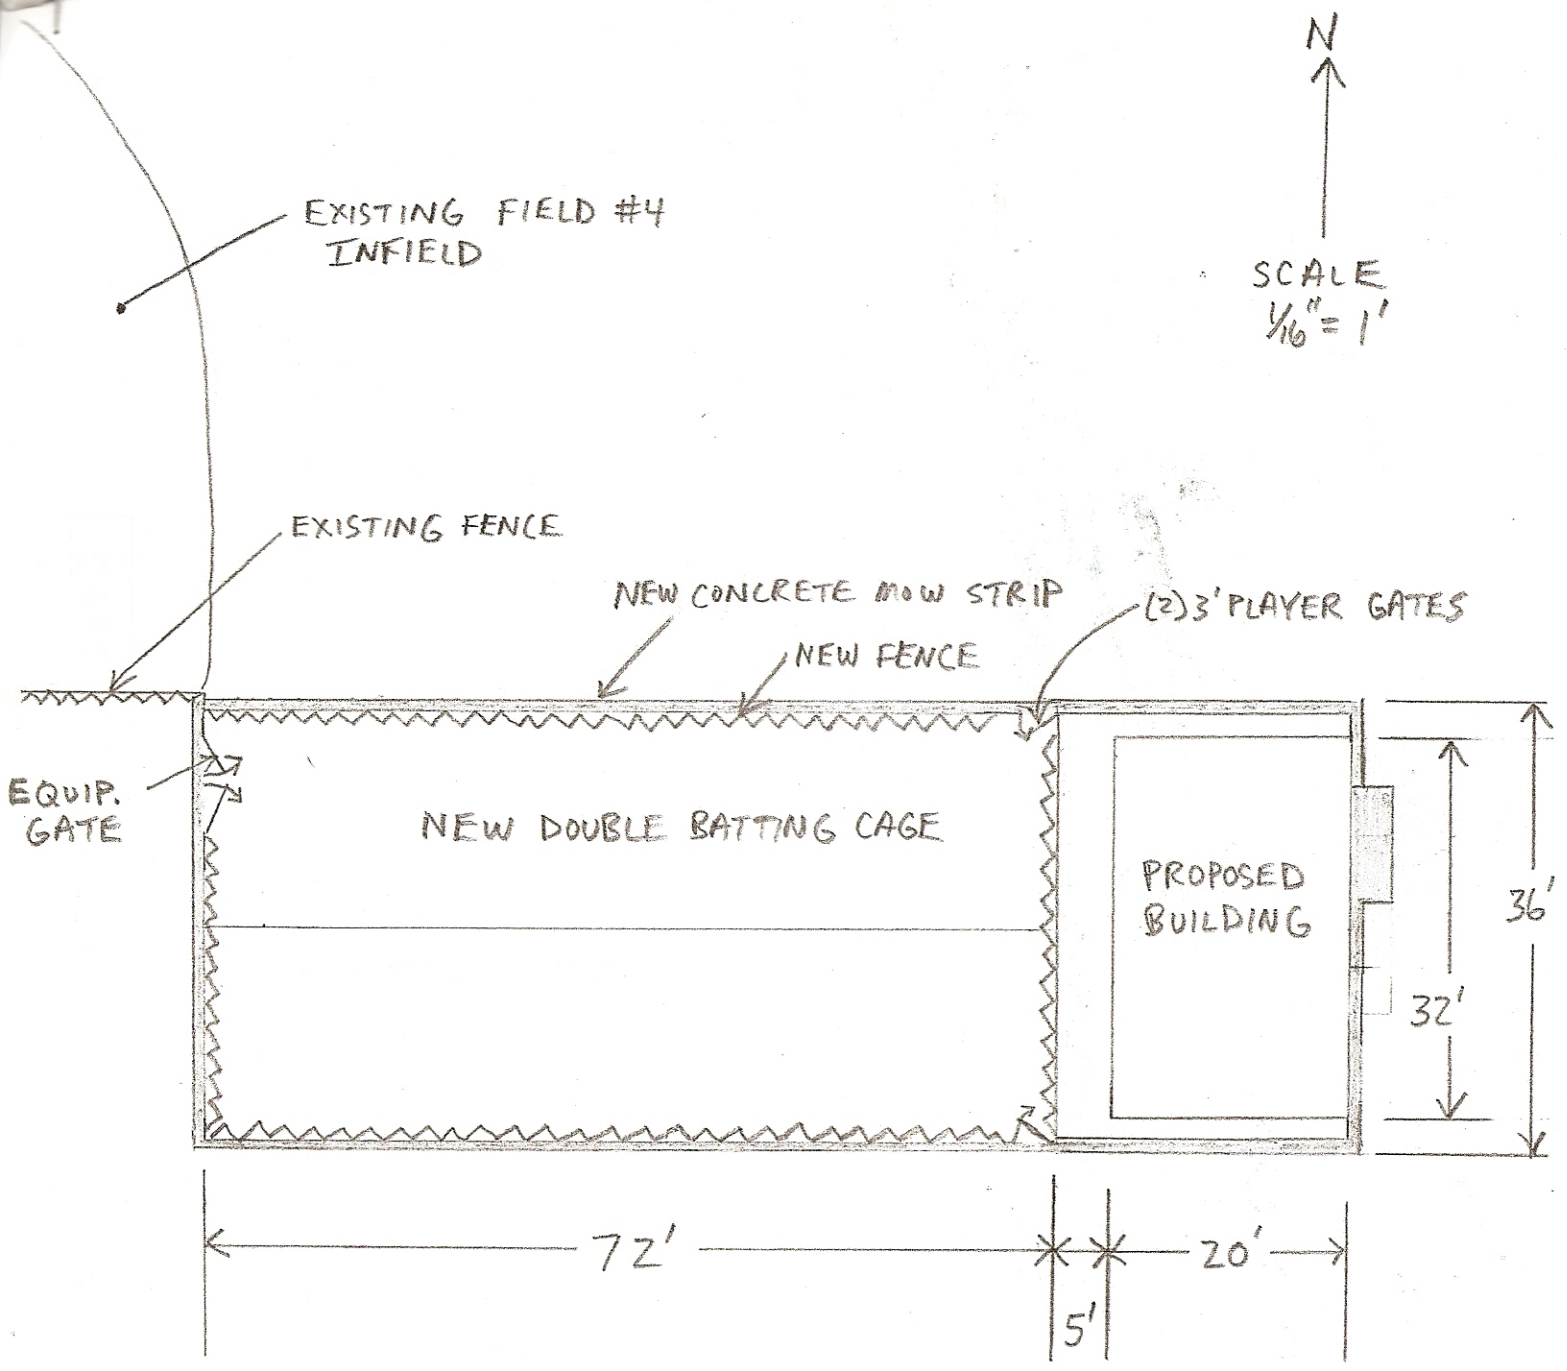 N
SCALE
1/16" = 1'
EXISTING FIELD #4
INFIELD
EXISTING FENCE
NEW CONCRETE MOW STRIP
(2) 3' PLAYER GATES
NEW FENCE
EQUIP.
GATE
NEW DOUBLE BATTING CAGE
PROPOSED
BUILDING
36'
32'
72'
20'
5'